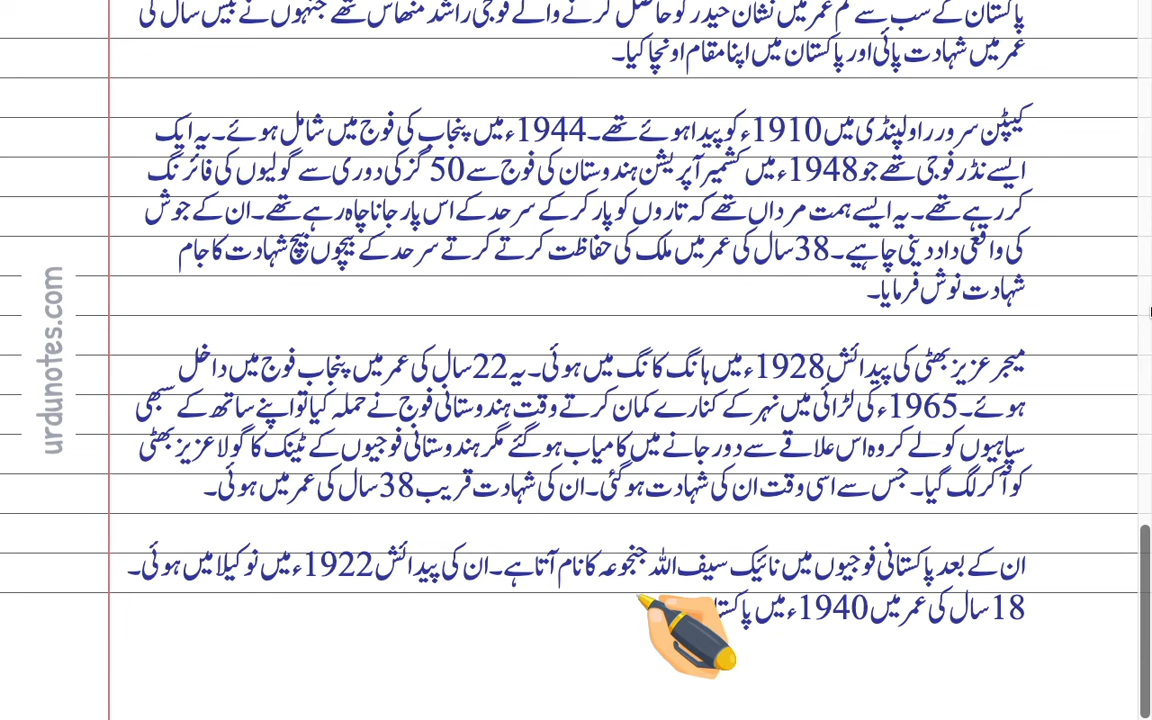 پاکستان کے سب سے کم عمر میں نشان حیدر کو حاصل کرنے والے فوجی راشد منھاس تھے جنہوں نے بیس سال کی
عمر میں شہادت پائی اور پاکستان میں اپنا مقام اونچا کیا۔
کیپٹن سرور راولپنڈی میں 1910ء کو پیدا ہوئے تھے۔ 1944ء میں پنجاب کی فوج میں شامل ہوئے۔ یہ ایک
ایسے نڈر فوجی تھے جو 1948ء میں کشمیر آپریشن ہندوستان کی فوج سے 50 گز کی دوری سے گولیوں کی فائرنگ
کر رہے تھے۔ یہ ایسے ہمت مرداں تھے کہ تاروں کو پار کر کے سرحد کے اس پار جانا چاہ رہے تھے۔ ان کے جوش
کی واقعی داد دینی چاہیے۔ 38 سال کی عمر میں ملک کی حفاظت کرتے کرتے سرحد کے بیچوں بیچ شہادت کا جام
شہادت نوش فرمایا۔
میجر عزیز بھٹی کی پیدائش 1928ء میں ہانگ کانگ میں ہوئی۔ یہ 22 سال کی عمر میں پنجاب فوج میں داخل
ہوئے۔ 1965ء کی لڑائی میں نہر کے کنارے کمان کرتے وقت ہندوستانی فوج نے حملہ کیا تو اپنے ساتھ کے سبھی
سپاہیوں کو لے کر وہ اس علاقے سے دور جانے میں کامیاب ہو گئے مگر ہندوستانی فوجیوں کے ٹینک کا گولا عزیز بھٹی
کو آ کر لگ گیا۔ جس سے اسی وقت ان کی شہادت ہو گئی۔ ان کی شہادت قریب 38 سال کی عمر میں ہوئی۔
ان کے بعد پاکستانی فوجیوں میں نائیک سیف اللہ جنجوعہ کا نام آتا ہے۔ ان کی پیدائش 1922ء میں نوکیلا میں ہوئی۔
18 سال کی عمر میں 1940ء میں پاکستا
urdunotes.com